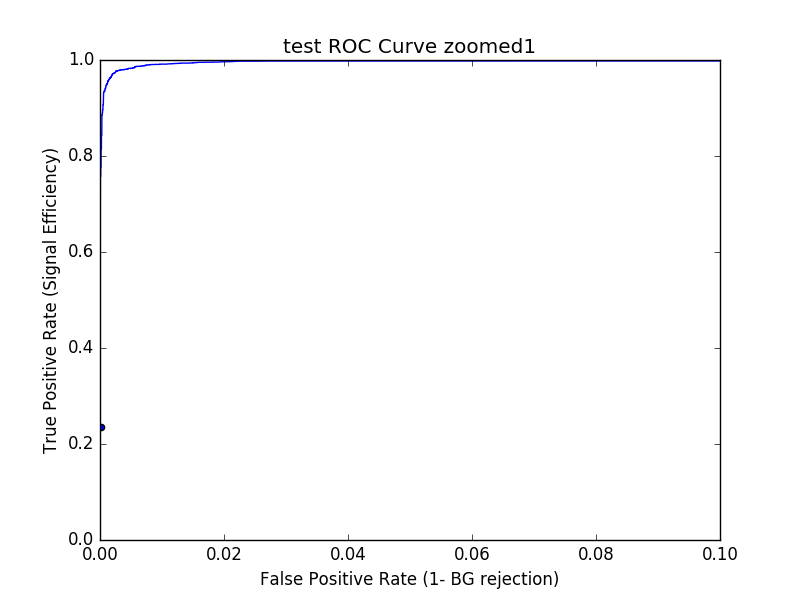 test ROC Curve zoomed1
1.0
0.8
0.6
0.4
0.2
0.0
True Positive Rate (Signal Efficiency)
0.00 0.02 0.04 0.06 0.08 0.10
False Positive Rate (1- BG rejection)